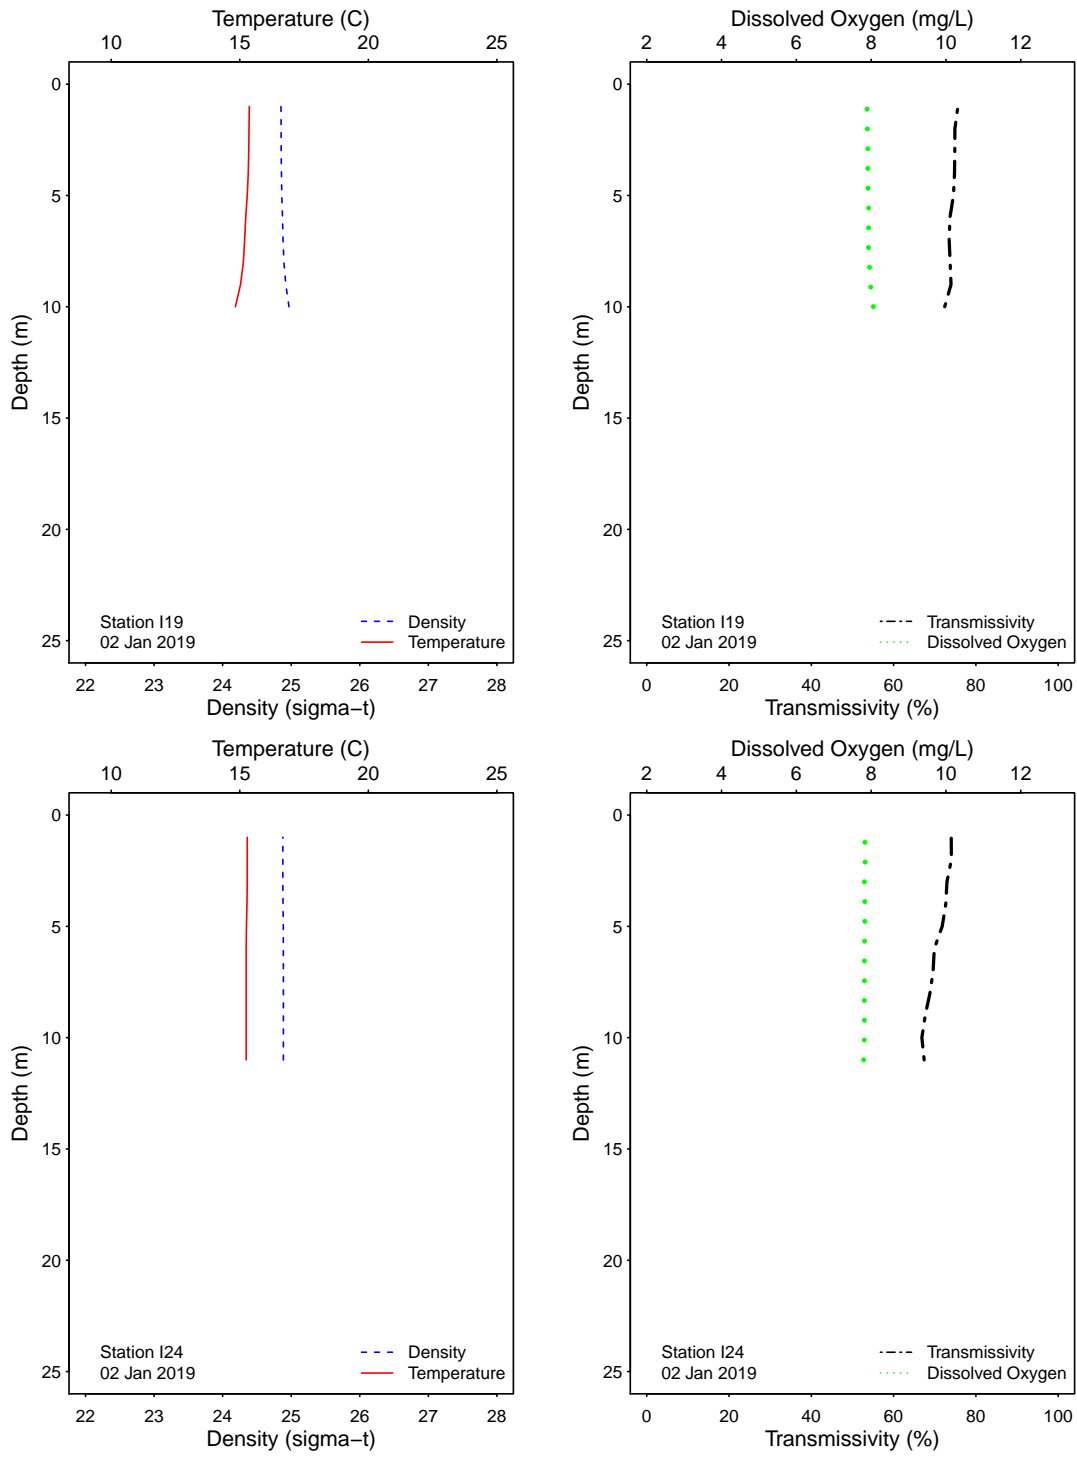 Temperature (C)
10 15 20 25
0
5
10
15
20
25
Depth (m)
Station I19
02 Jan 2019
Density
Temperature
22 23 24 25 26 27 28
Density (sigma−t)
Dissolved Oxygen (mg/L)
2 4 6 8 10 12
0
5
10
15
20
25
Depth (m)
Station I19
02 Jan 2019
Transmissivity
Dissolved Oxygen
0 20 40 60 80 100
Transmissivity (%)
Temperature (C)
10 15 20 25
0
5
10
15
20
25
Depth (m)
Station I24
02 Jan 2019
Density
Temperature
22 23 24 25 26 27 28
Density (sigma−t)
Dissolved Oxygen (mg/L)
2 4 6 8 10 12
0
5
10
15
20
25
Depth (m)
Station I24
02 Jan 2019
Transmissivity
Dissolved Oxygen
0 20 40 60 80 100
Transmissivity (%)